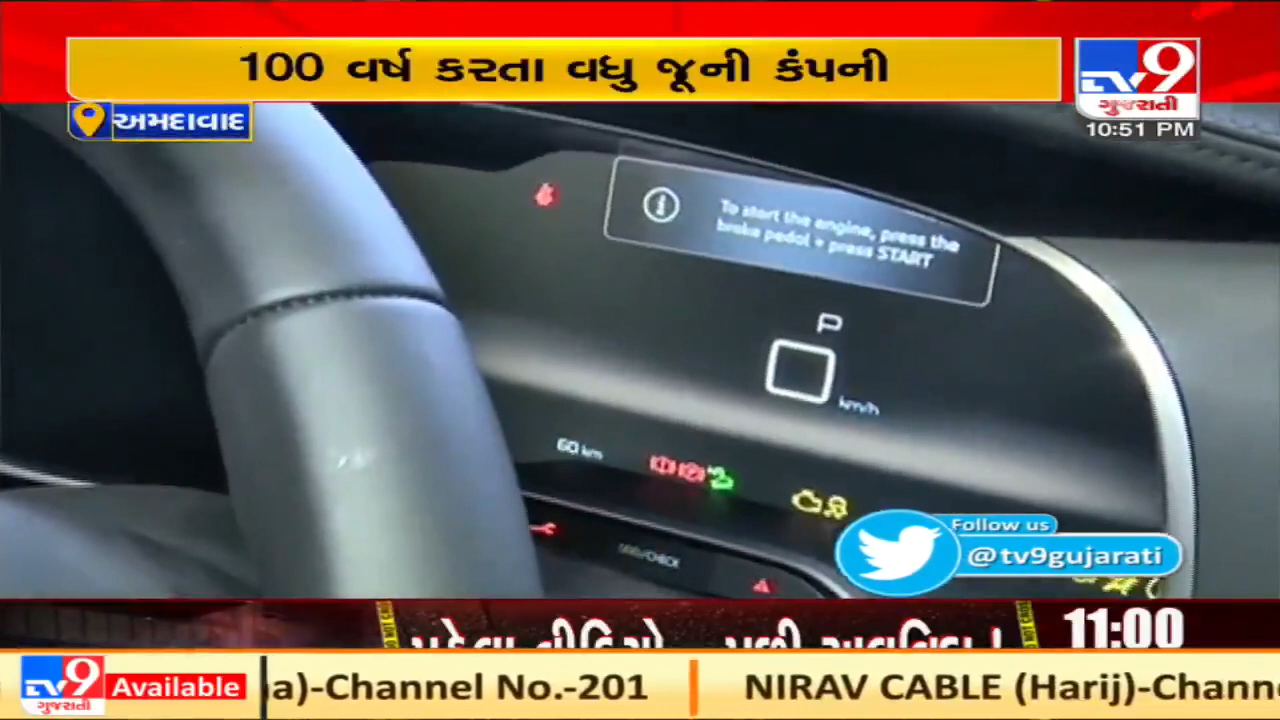 100 વર્ષ કરતા વધુ જૂની કંપની
TV9
ગુજરાતી
10:51 PM
અમદાવાદ
To start the engine, press the
brake pedal + press START
P
km/h
60 km
Follow us
@tv9gujarati
11:00
TV9
ગુજરાતી
Available
a)-Channel No.-201
NIRAV CABLE (Harij)-Chann